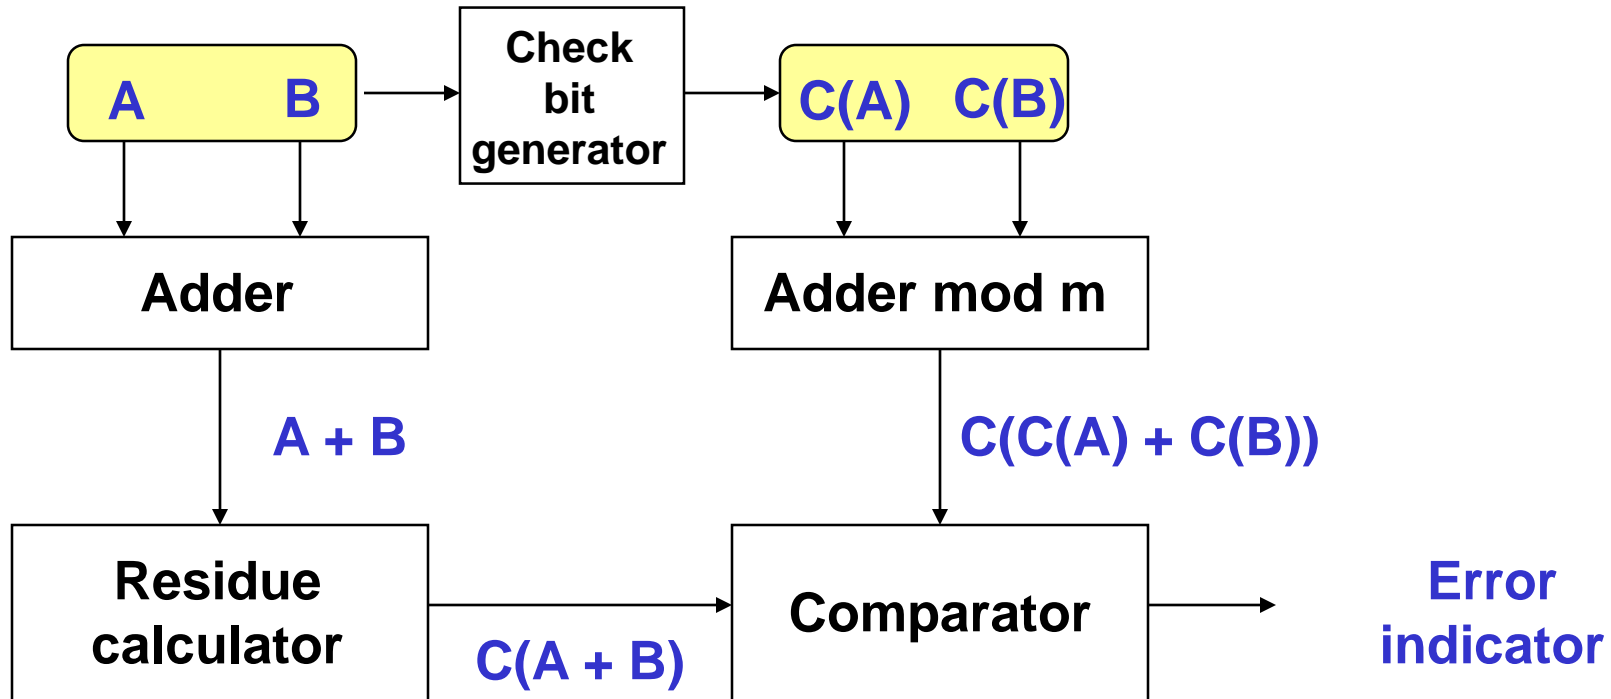 Check
bit
generator
A B
C(A) C(B)
Adder
Adder mod m
A + B
C(C(A) + C(B))
Residue
calculator
C(A + B)
Comparator
Error
indicator